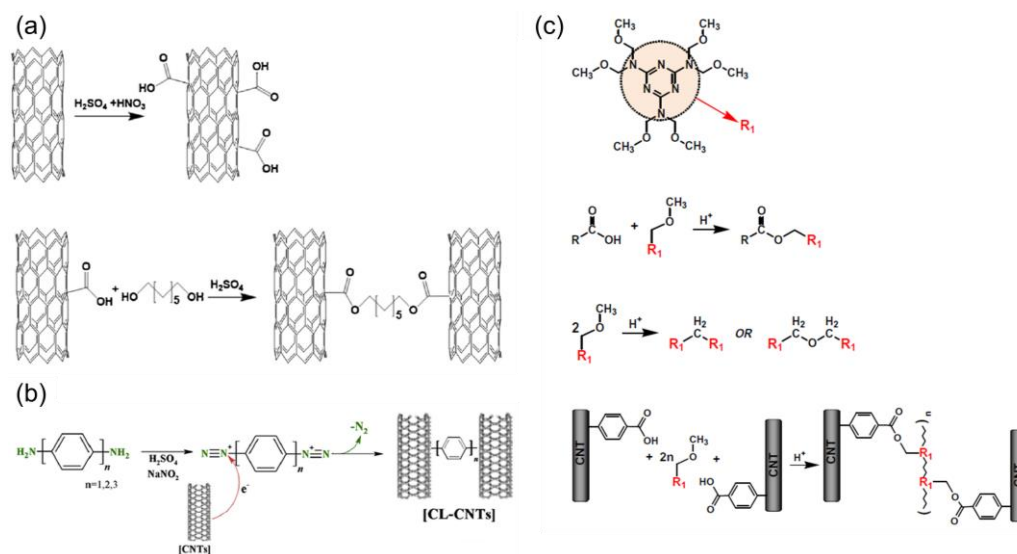 (a)
H₂SO₄ +HNO₃
O
HO
O
OH
O
OH
O
OH
+
HO
5
OH
H₂SO₄
O
O
5
O
O
(b)
H₂N
NH₂
n
n=1,2,3
H₂SO₄
NaNO₂
N≡N
+
n
+
N≡N
-N₂
e⁻
[CNTs]
n
[CL-CNTs]
(c)
CH₃
O
CH₃
O
CH₃
O
O
CH₃
N
N
N
N
N
N
CH₃
O
O
CH₃
R₁
O
R
OH
+
O
CH₃
R₁
H⁺
O
R
O
R₁
2
O
CH₃
R₁
H⁺
H₂
C
R₁
R₁
OR
H₂
C
O
H₂
C
R₁
R₁
CNT
O
OH
+ 2n
O
CH₃
R₁
+
O
HO
CNT
H⁺
CNT
O
O
R₁
n
R₁
O
O
CNT